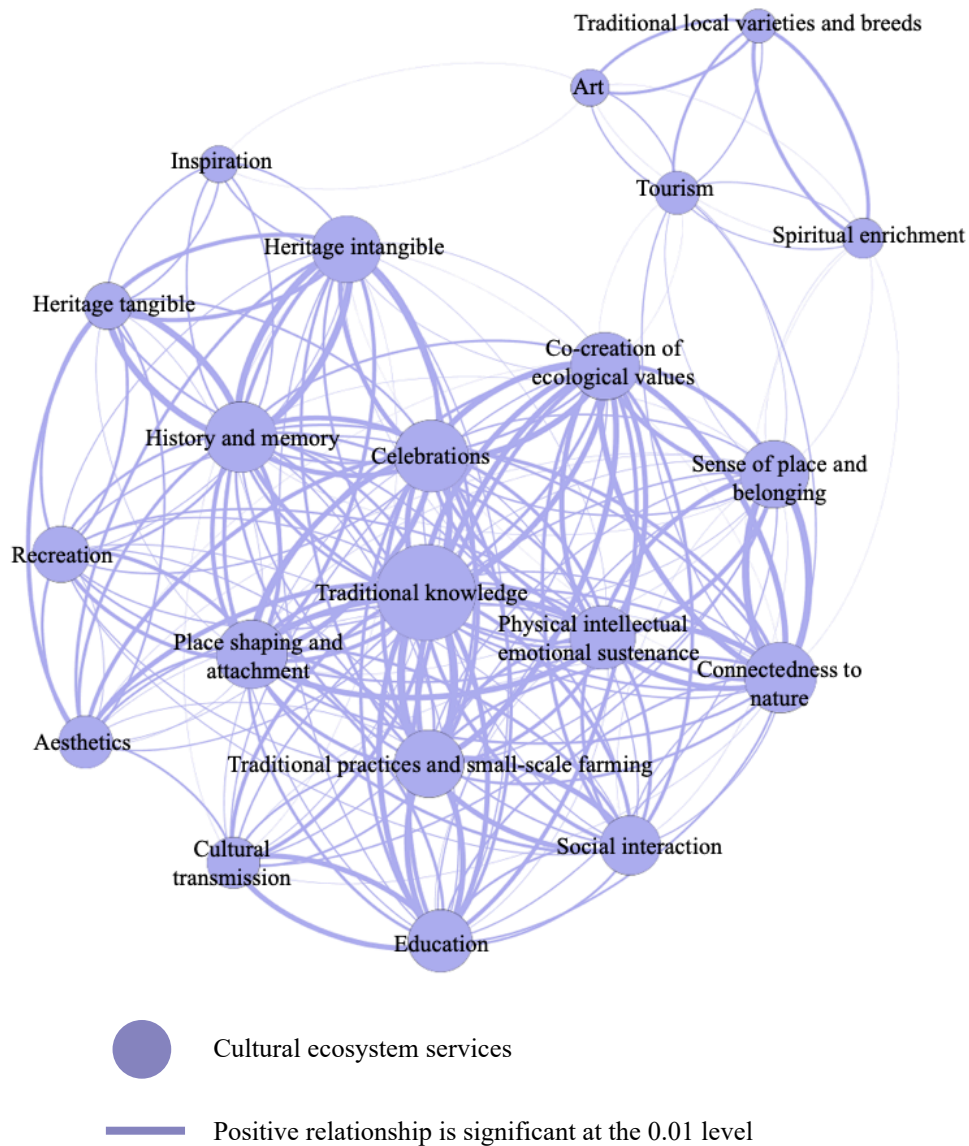 Traditional local varieties and breeds
Art
Inspiration
Tourism
Spiritual enrichment
Heritage intangible
Heritage tangible
Co-creation of
ecological values
History and memory
Celebrations
Sense of place and
belonging
Recreation
Traditional knowledge
Physical intellectual
emotional sustenance
Place shaping and
attachment
Connectedness to
nature
Aesthetics
Traditional practices and small-scale farming
Cultural
transmission
Social interaction
Education
Cultural ecosystem services
Positive relationship is significant at the 0.01 level